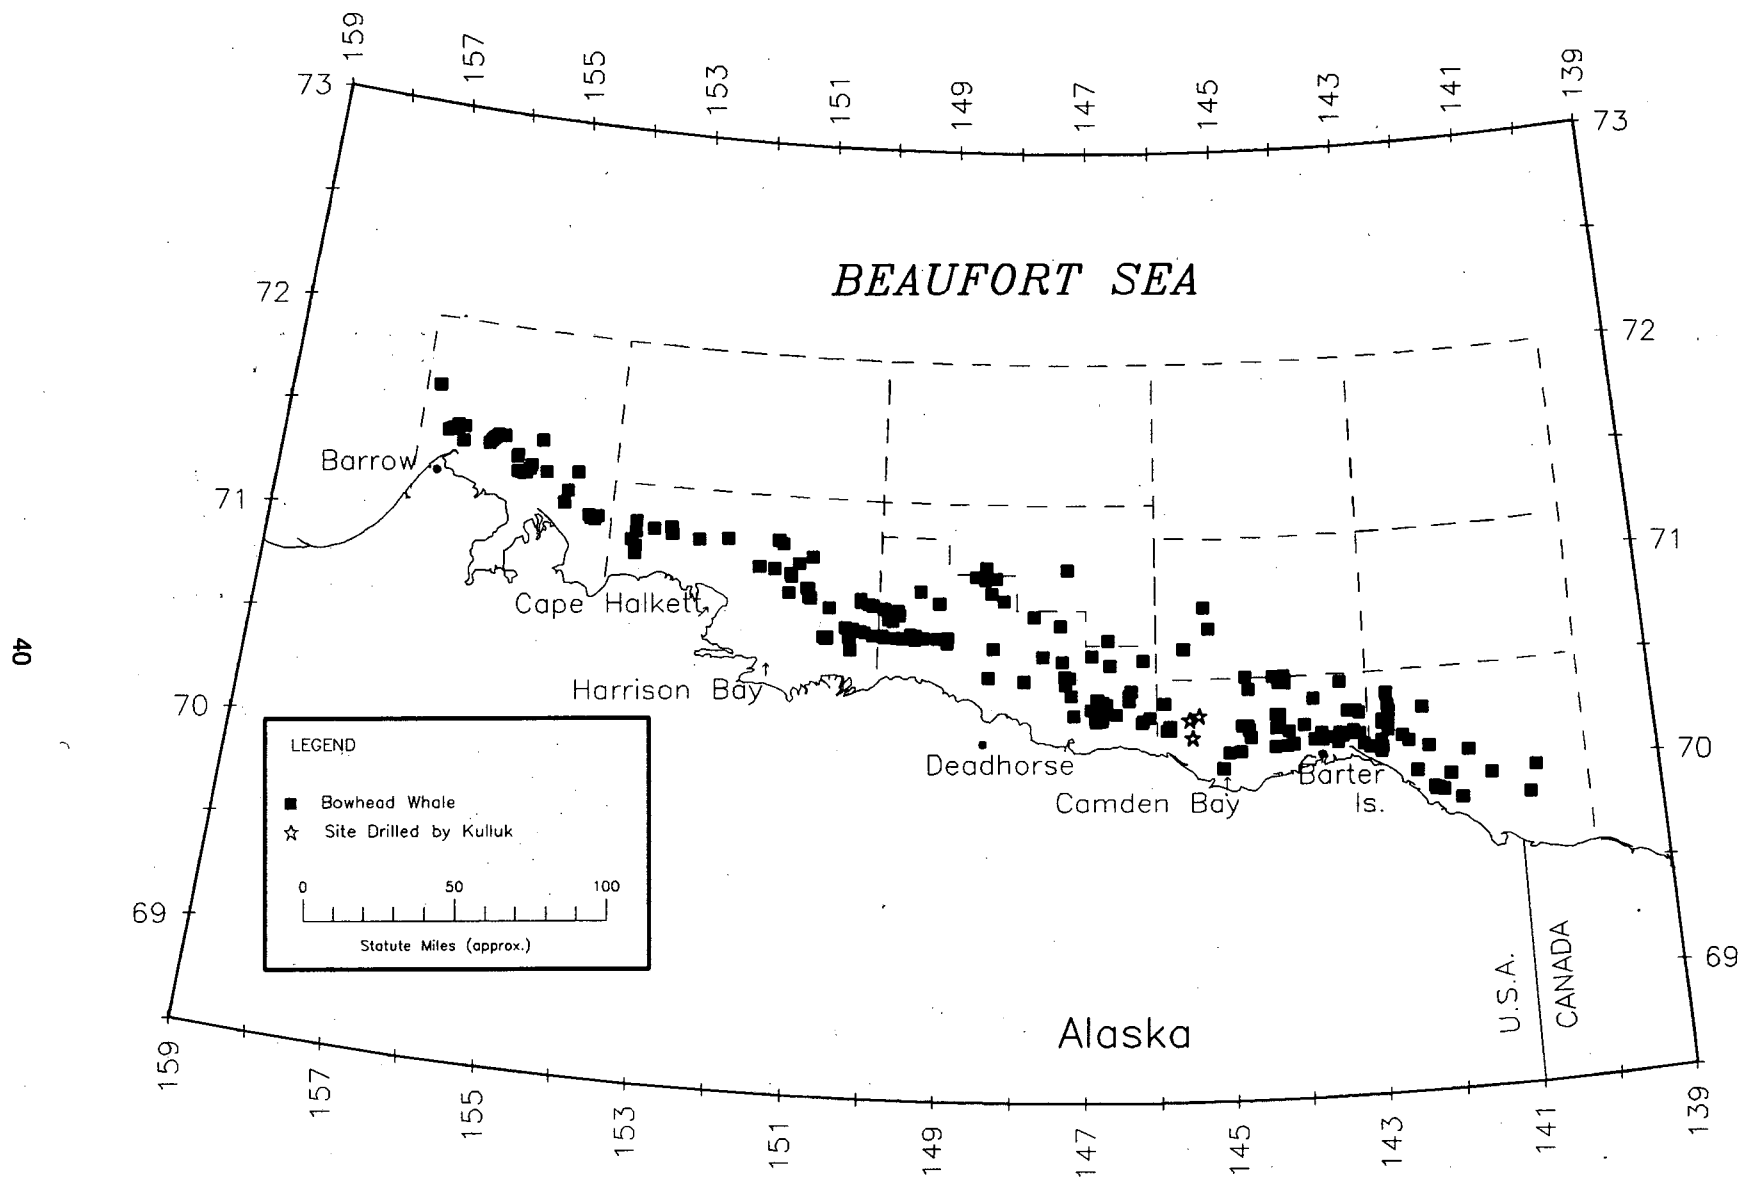 159
157
155
153
151
149
147
145
143
141
139
73
73
BEAUFORT SEA
72
72
71
71
Barrow
Cape Halkett
Harrison Bay
70
70
Deadhorse
Camden Bay
Barter
Is.
40
LEGEND
Bowhead Whale
Site Drilled by Kulluk
0 50 100
Statute Miles (approx.)
69
69
U.S.A.
CANADA
Alaska
159
157
155
153
151
149
147
145
143
141
139